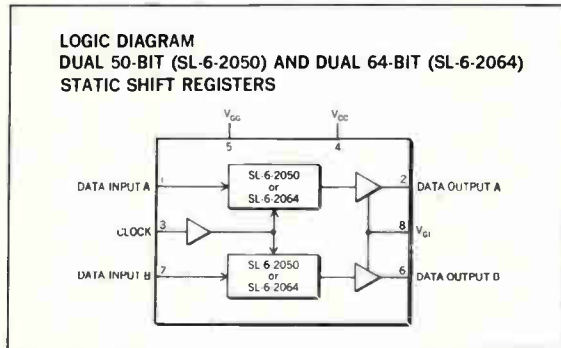 LOGIC DIAGRAM
DUAL 50-BIT (SL-6-2050) AND DUAL 64-BIT (SL-6-2064)
STATIC SHIFT REGISTERS
VGG
VCC
5
4
DATA INPUT A 1
SL-6-2050
or
SL-6-2064
2 DATA OUTPUT A
CLOCK 3
8 VGI
DATA INPUT B 7
SL-6-2050
or
SL-6-2064
6 DATA OUTPUT B